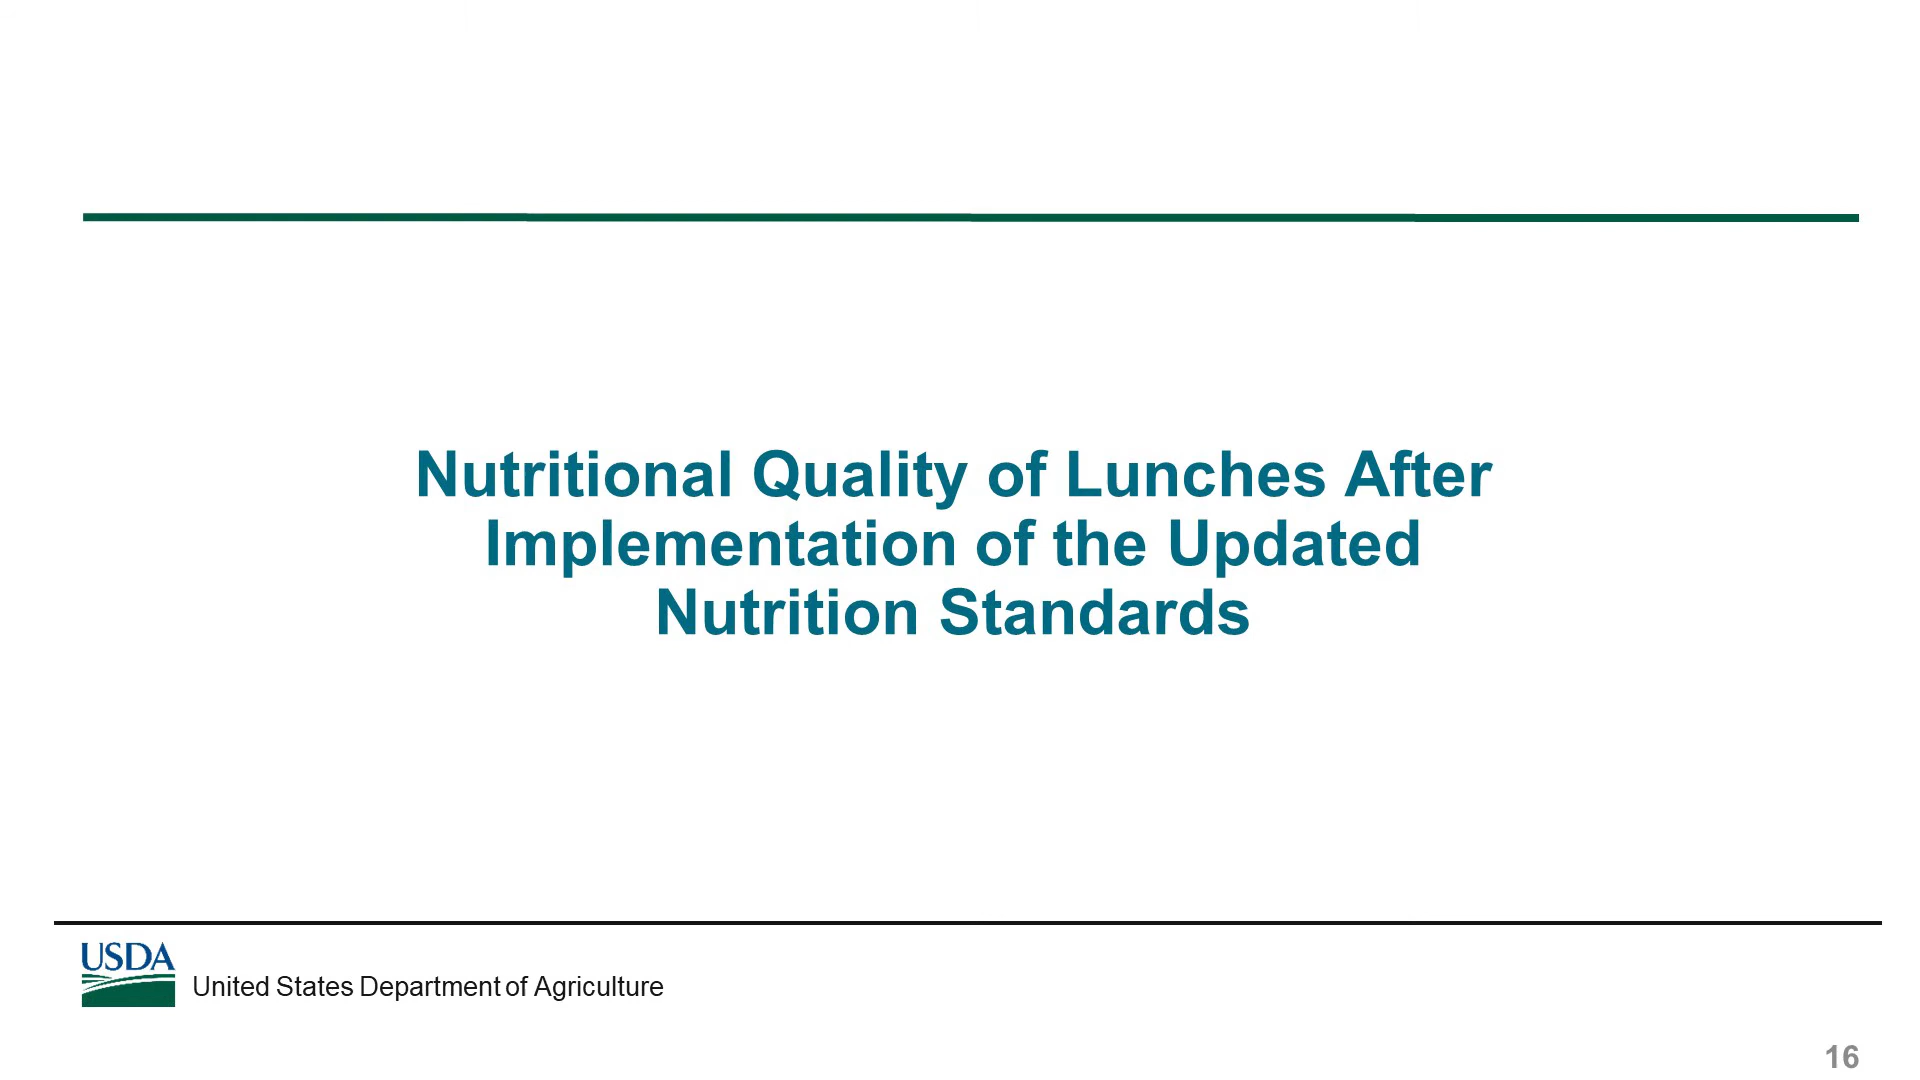 Nutritional Quality of Lunches After
Implementation of the Updated
Nutrition Standards
USDA
United States Department of Agriculture
16